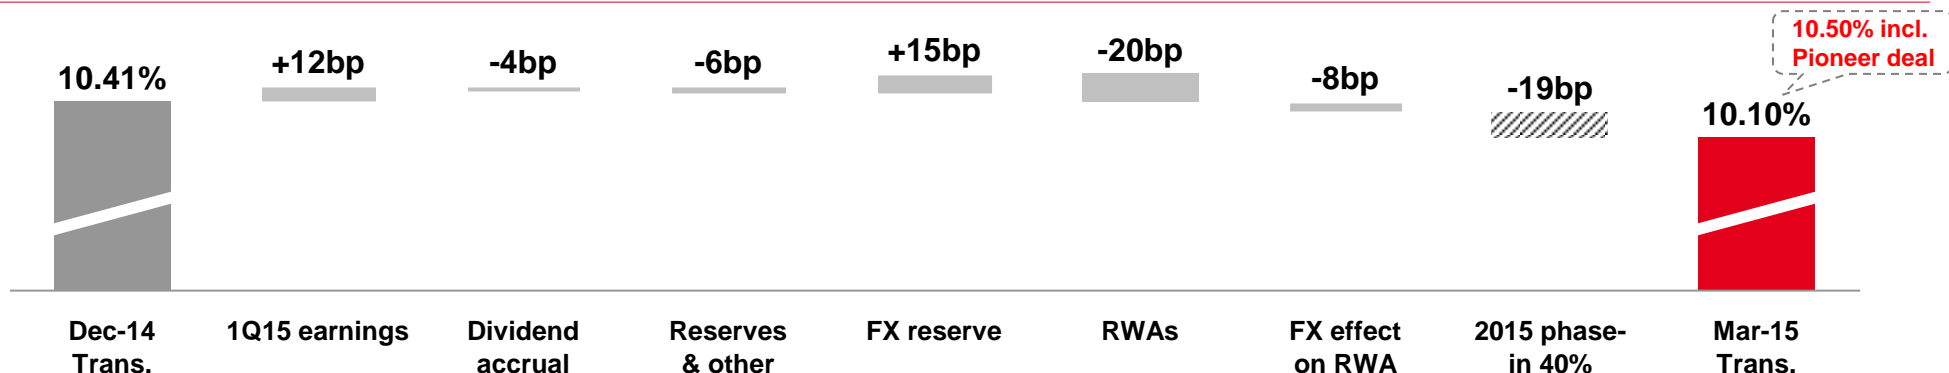 10.50% incl.
Pioneer deal
10.41%
+12bp
-4bp
-6bp
+15bp
-20bp
-8bp
-19bp
10.10%
Dec-14
Trans.
1Q15 earnings
Dividend
accrual
Reserves
& other
FX reserve
RWAs
FX effect
on RWA
2015 phase-
in 40%
Mar-15
Trans.